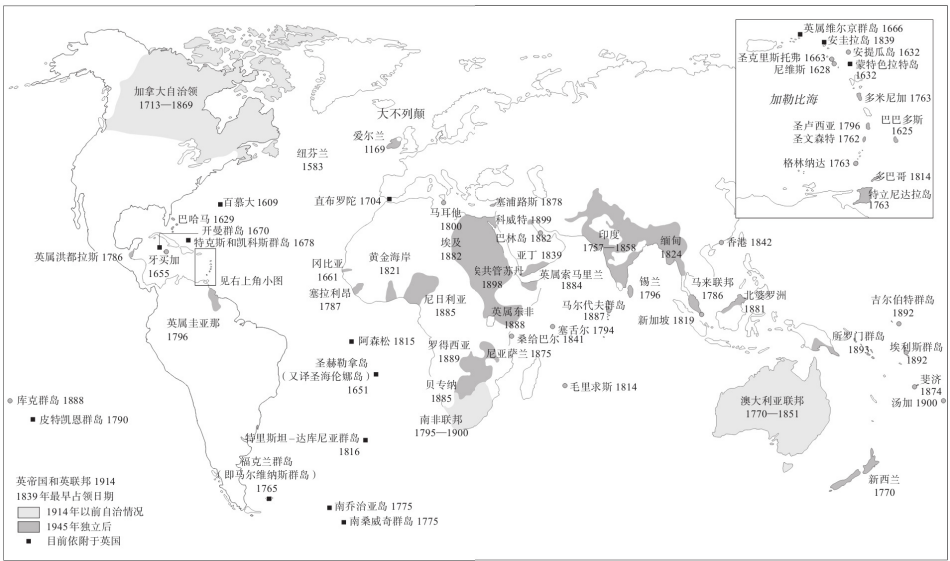 英属维尔京群岛 1666
安圭拉岛 1839
安提瓜岛 1632
圣克里斯托弗 1663
尼维斯 1628
蒙特色拉特岛
1632
加勒比海
多米尼加 1763
圣卢西亚 1796
巴巴多斯
1625
圣文森特 1762
格林纳达 1763
多巴哥 1814
特立尼达拉岛
1763
加拿大自治领
1713—1869
大不列颠
爱尔兰
1169
纽芬兰
1583
百慕大 1609
直布罗陀 1704
马耳他
1800
塞浦路斯 1878
科威特 1899
巴林岛 1882
亚丁 1839
埃及
1882
印度
1757—1858
缅甸
1824
香港 1842
巴哈马 1629
开曼群岛 1670
特克斯和凯科斯群岛 1678
英属洪都拉斯 1786
牙买加
1655
见右上角小图
冈比亚
1661
黄金海岸
1821
埃共管苏丹
1898
英属索马里兰
1884
塞拉利昂
1787
尼日利亚
1885
英属东非
1888
马尔代夫群岛
1887
锡兰
1796
马来联邦
1786
北婆罗洲
1881
新加坡 1819
吉尔伯特群岛
1892
英属圭亚那
1796
塞舌尔 1794
桑给巴尔 1841
所罗门群岛
1893
埃利斯群岛
1892
阿森松 1815
罗得西亚
1889
尼亚萨兰 1875
圣赫勒拿岛
(又译圣海伦娜岛)
1651
贝专纳
1885
毛里求斯 1814
斐济
1874
汤加 1900
库克群岛 1888
皮特凯恩群岛 1790
南非联邦
1795—1900
澳大利亚联邦
1770—1851
特里斯坦-达库尼亚群岛
1816
福克兰群岛
(即马尔维纳斯群岛)
1765
新西兰
1770
南乔治亚岛 1775
南桑威奇群岛 1775
英帝国和英联邦 1914
1839年最早占领日期
1914年以前自治情况
1945年独立后
目前依附于英国